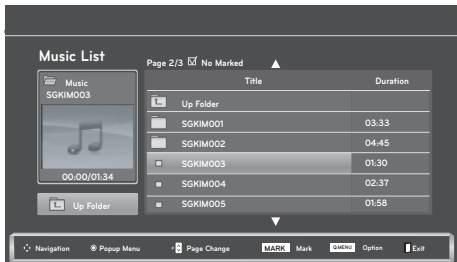 Music List
Page 2/3 ☑ No Marked
Music
SGKIM003
00:00/01:34
Up Folder
Title Duration
Up Folder
SGKIM001 03:33
SGKIM002 04:45
SGKIM003 01:30
SGKIM004 02:37
SGKIM005 01:58
Navigation Popup Menu Page Change MARK Mark Q.MENU Option Exit